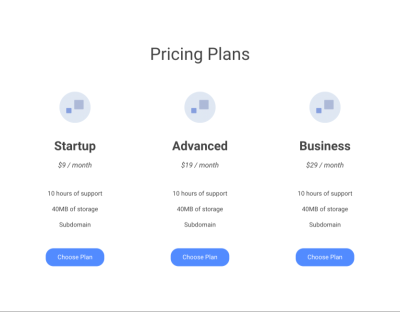 Pricing Plans
Startup
$9 / month
10 hours of support
40MB of storage
Subdomain
Choose Plan
Advanced
$19 / month
10 hours of support
40MB of storage
Subdomain
Choose Plan
Business
$29 / month
10 hours of support
40MB of storage
Subdomain
Choose Plan